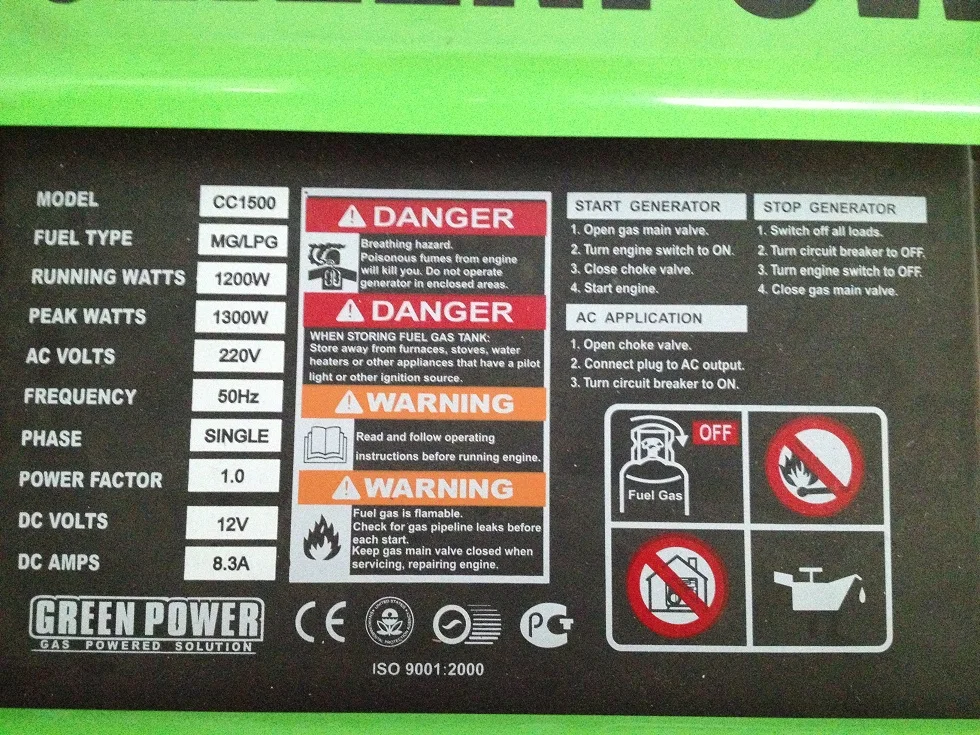 MODEL CC1500
FUEL TYPE MG/LPG
RUNNING WATTS 1200W
PEAK WATTS 1300W
AC VOLTS 220V
FREQUENCY 50Hz
PHASE SINGLE
POWER FACTOR 1.0
DC VOLTS 12V
DC AMPS 8.3A
GREEN POWER
GAS POWERED SOLUTION
DANGER
Breathing hazard.
Poisonous fumes from engine
will kill you. Do not operate
generator in enclosed areas.
DANGER
WHEN STORING FUEL GAS TANK:
Store away from furnaces, stoves, water
heaters or other appliances that have a pilot
light or other ignition source.
WARNING
Read and follow operating
instructions before running engine.
WARNING
Fuel gas is flamable.
Check for gas pipeline leaks before
each start.
Keep gas main valve closed when
servicing, repairing engine.
CE
ISO 9001:2000
START GENERATOR
1. Open gas main valve.
2. Turn engine switch to ON.
3. Close choke valve.
4. Start engine.
STOP GENERATOR
1. Switch off all loads.
2. Turn circuit breaker to OFF.
3. Turn engine switch to OFF.
4. Close gas main valve.
AC APPLICATION
1. Open choke valve.
2. Connect plug to AC output.
3. Turn circuit breaker to ON.
OFF
Fuel Gas